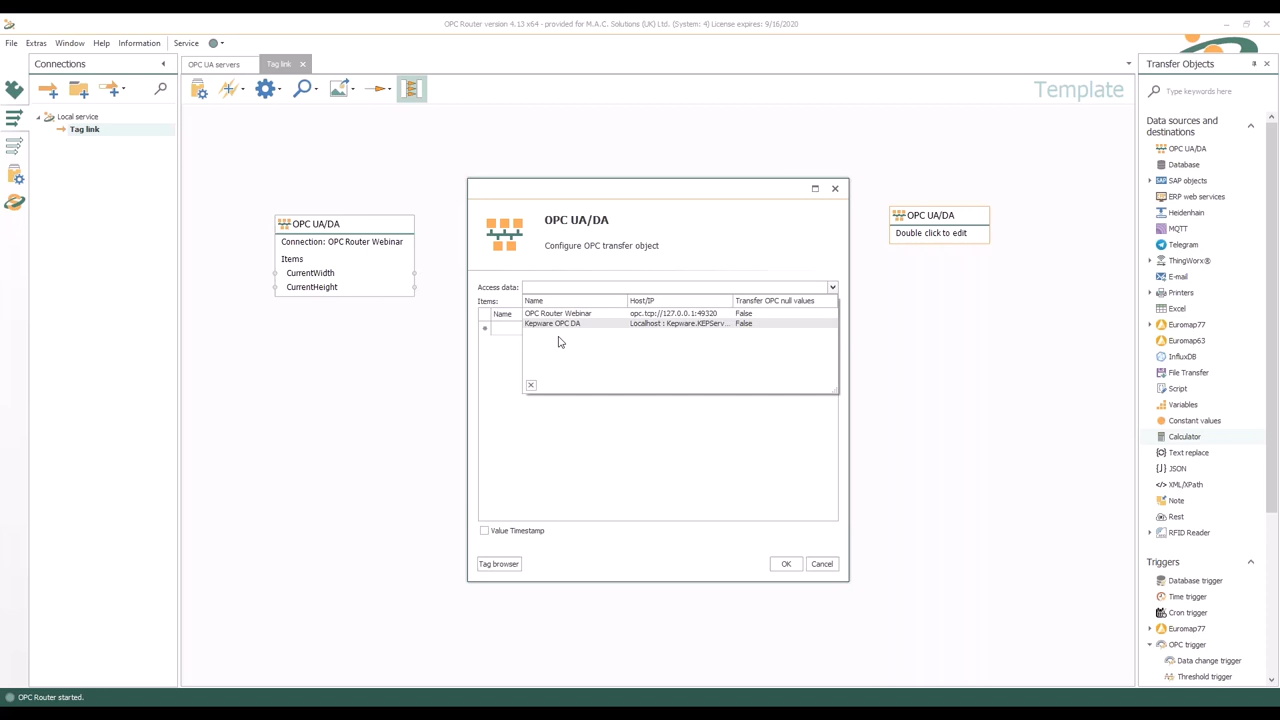 OPC Router version 4.13 x64 - provided for M.A.C. Solutions (UK) Ltd. (System: 4) License expires: 9/16/2020
File Extras Window Help Information Service
Connections
OPC UA servers
Tag link
Template
Local service
Tag link
OPC UA/DA
Connection: OPC Router Webinar
Items
CurrentWidth
CurrentHeight
OPC UA/DA
Configure OPC transfer object
Access data:
Items:
Name
Name Host/IP Transfer OPC null values
OPC Router Webinar opc.tcp://127.0.0.1:49320 False
Kepware OPC DA Localhost : Kepware.KEPServ... False
Value Timestamp
Tag browser
OK
Cancel
OPC UA/DA
Double click to edit
Transfer Objects
Type keywords here
Data sources and
destinations
OPC UA/DA
Database
SAP objects
ERP web services
Heidenhain
MQTT
Telegram
ThingWorx®
E-mail
Printers
Excel
Euromap77
Euromap63
InfluxDB
File Transfer
Script
Variables
Constant values
Calculator
Text replace
JSON
XML/XPath
Note
Rest
RFID Reader
Triggers
Database trigger
Time trigger
Cron trigger
Euromap77
OPC trigger
Data change trigger
Threshold trigger
OPC Router started.